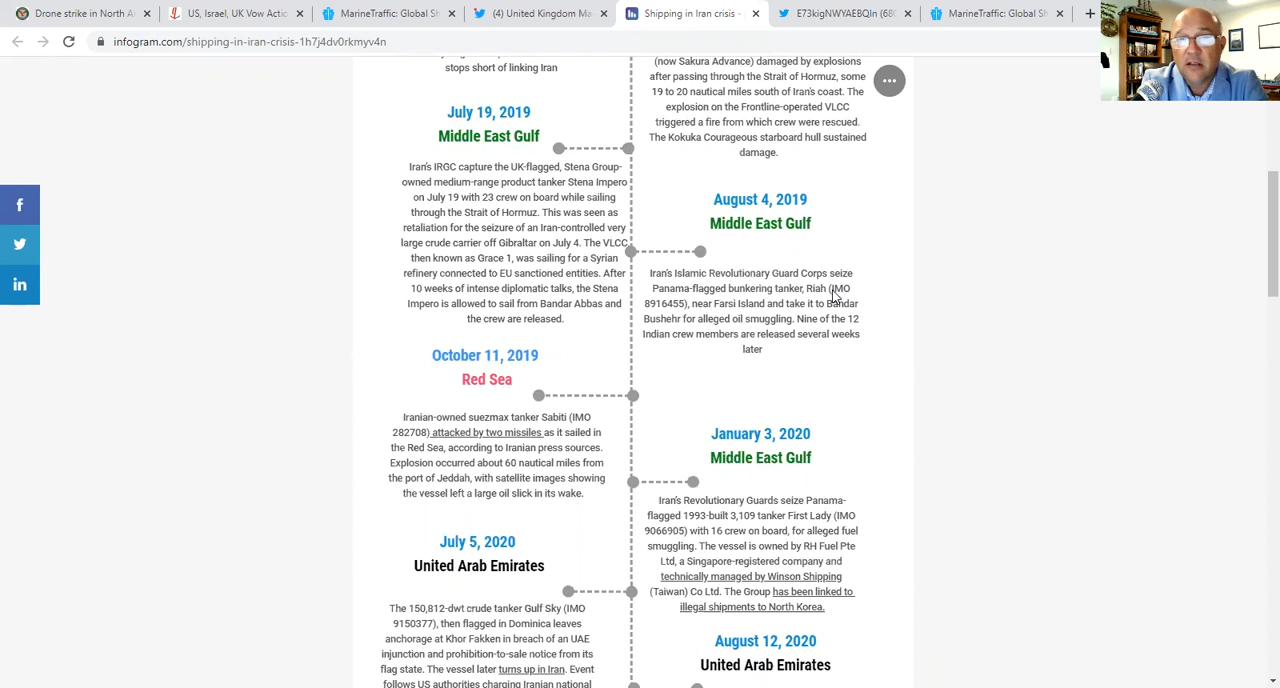 Drone strike in North A
US, Israel, UK Vow Actio
MarineTraffic: Global Sh
(4) United Kingdom Ma
Shipping in Iran crisis -
E73kigNWYAEBQIn (680
MarineTraffic: Global Sh
infogram.com/shipping-in-iran-crisis-1h7j4dv0rkmyv4n
stops short of linking Iran
July 19, 2019
Middle East Gulf
Iran's IRGC capture the UK-flagged, Stena Group-
owned medium-range product tanker Stena Impero
on July 19 with 23 crew on board while sailing
through the Strait of Hormuz. This was seen as
retaliation for the seizure of an Iran-controlled very
large crude carrier off Gibraltar on July 4. The VLCC,
then known as Grace 1, was sailing for a Syrian
refinery connected to EU sanctioned entities. After
10 weeks of intense diplomatic talks, the Stena
Impero is allowed to sail from Bandar Abbas and
the crew are released.
October 11, 2019
Red Sea
Iranian-owned suezmax tanker Sabiti (IMO
282708) attacked by two missiles as it sailed in
the Red Sea, according to Iranian press sources.
Explosion occurred about 60 nautical miles from
the port of Jeddah, with satellite images showing
the vessel left a large oil slick in its wake.
July 5, 2020
United Arab Emirates
The 150,812-dwt crude tanker Gulf Sky (IMO
9150377), then flagged in Dominica leaves
anchorage at Khor Fakken in breach of an UAE
injunction and prohibition-to-sale notice from its
flag state. The vessel later turns up in Iran. Event
follows US authorities charging Iranian national
(now Sakura Advance) damaged by explosions
after passing through the Strait of Hormuz, some
19 to 20 nautical miles south of Iran's coast. The
explosion on the Frontline-operated VLCC
triggered a fire from which crew were rescued.
The Kokuka Courageous starboard hull sustained
damage.
August 4, 2019
Middle East Gulf
Iran's Islamic Revolutionary Guard Corps seize
Panama-flagged bunkering tanker, Riah (IMO
8916455), near Farsi Island and take it to Bandar
Bushehr for alleged oil smuggling. Nine of the 12
Indian crew members are released several weeks
later
January 3, 2020
Middle East Gulf
Iran's Revolutionary Guards seize Panama-
flagged 1993-built 3,109 tanker First Lady (IMO
9066905) with 16 crew on board, for alleged fuel
smuggling. The vessel is owned by RH Fuel Pte
Ltd, a Singapore-registered company and
technically managed by Winson Shipping
(Taiwan) Co Ltd. The Group has been linked to
illegal shipments to North Korea.
August 12, 2020
United Arab Emirates